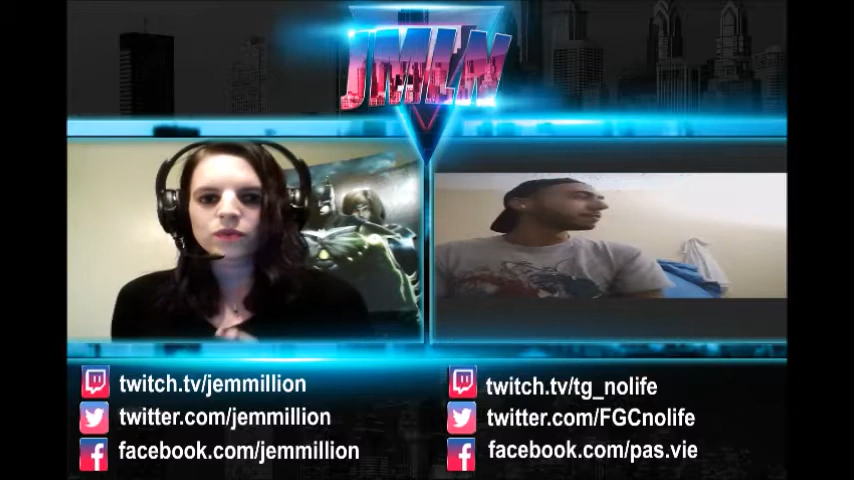 JMLN
twitch.tv/jemmillion
twitter.com/jemmillion
facebook.com/jemmillion
twitch.tv/tg_nolife
twitter.com/FGCnolife
facebook.com/pas.vie